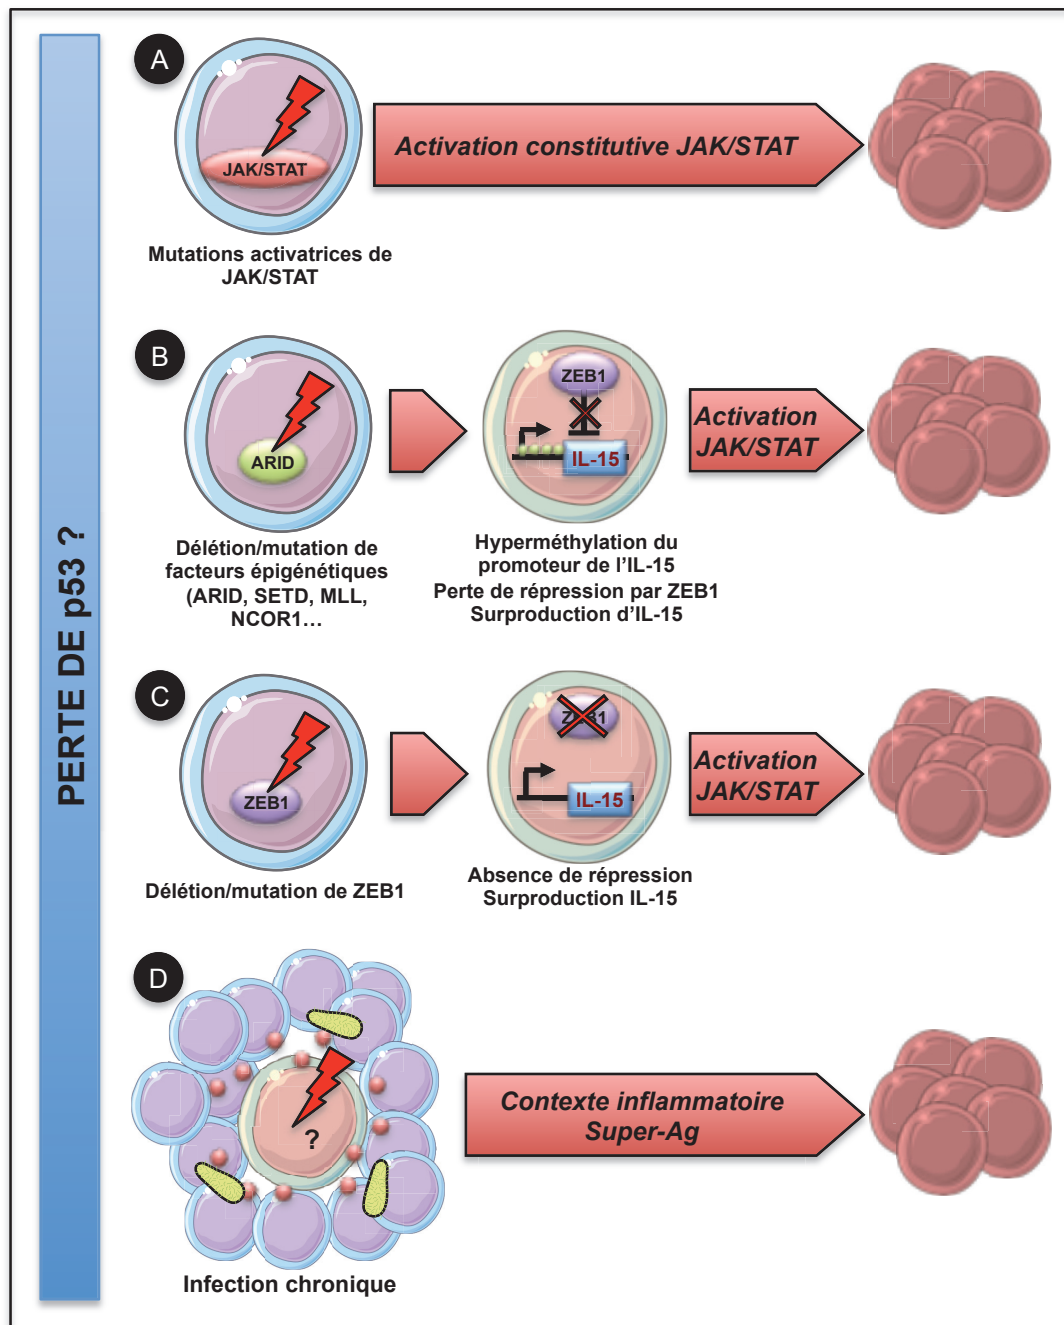 PERTE DE p53 ?
A
JAK/STAT
Activation constitutive JAK/STAT
Mutations activatrices de
JAK/STAT
B
ARID
ZEB1
IL-15
Activation
JAK/STAT
Délétion/mutation de
facteurs épigénétiques
(ARID, SETD, MLL,
NCOR1…
Hyperméthylation du
promoteur de l’IL-15
Perte de répression par ZEB1
Surproduction d’IL-15
C
ZEB1
ZEB1
IL-15
Activation
JAK/STAT
Délétion/mutation de ZEB1
Absence de répression
Surproduction IL-15
D
?
Contexte inflammatoire
Super-Ag
Infection chronique